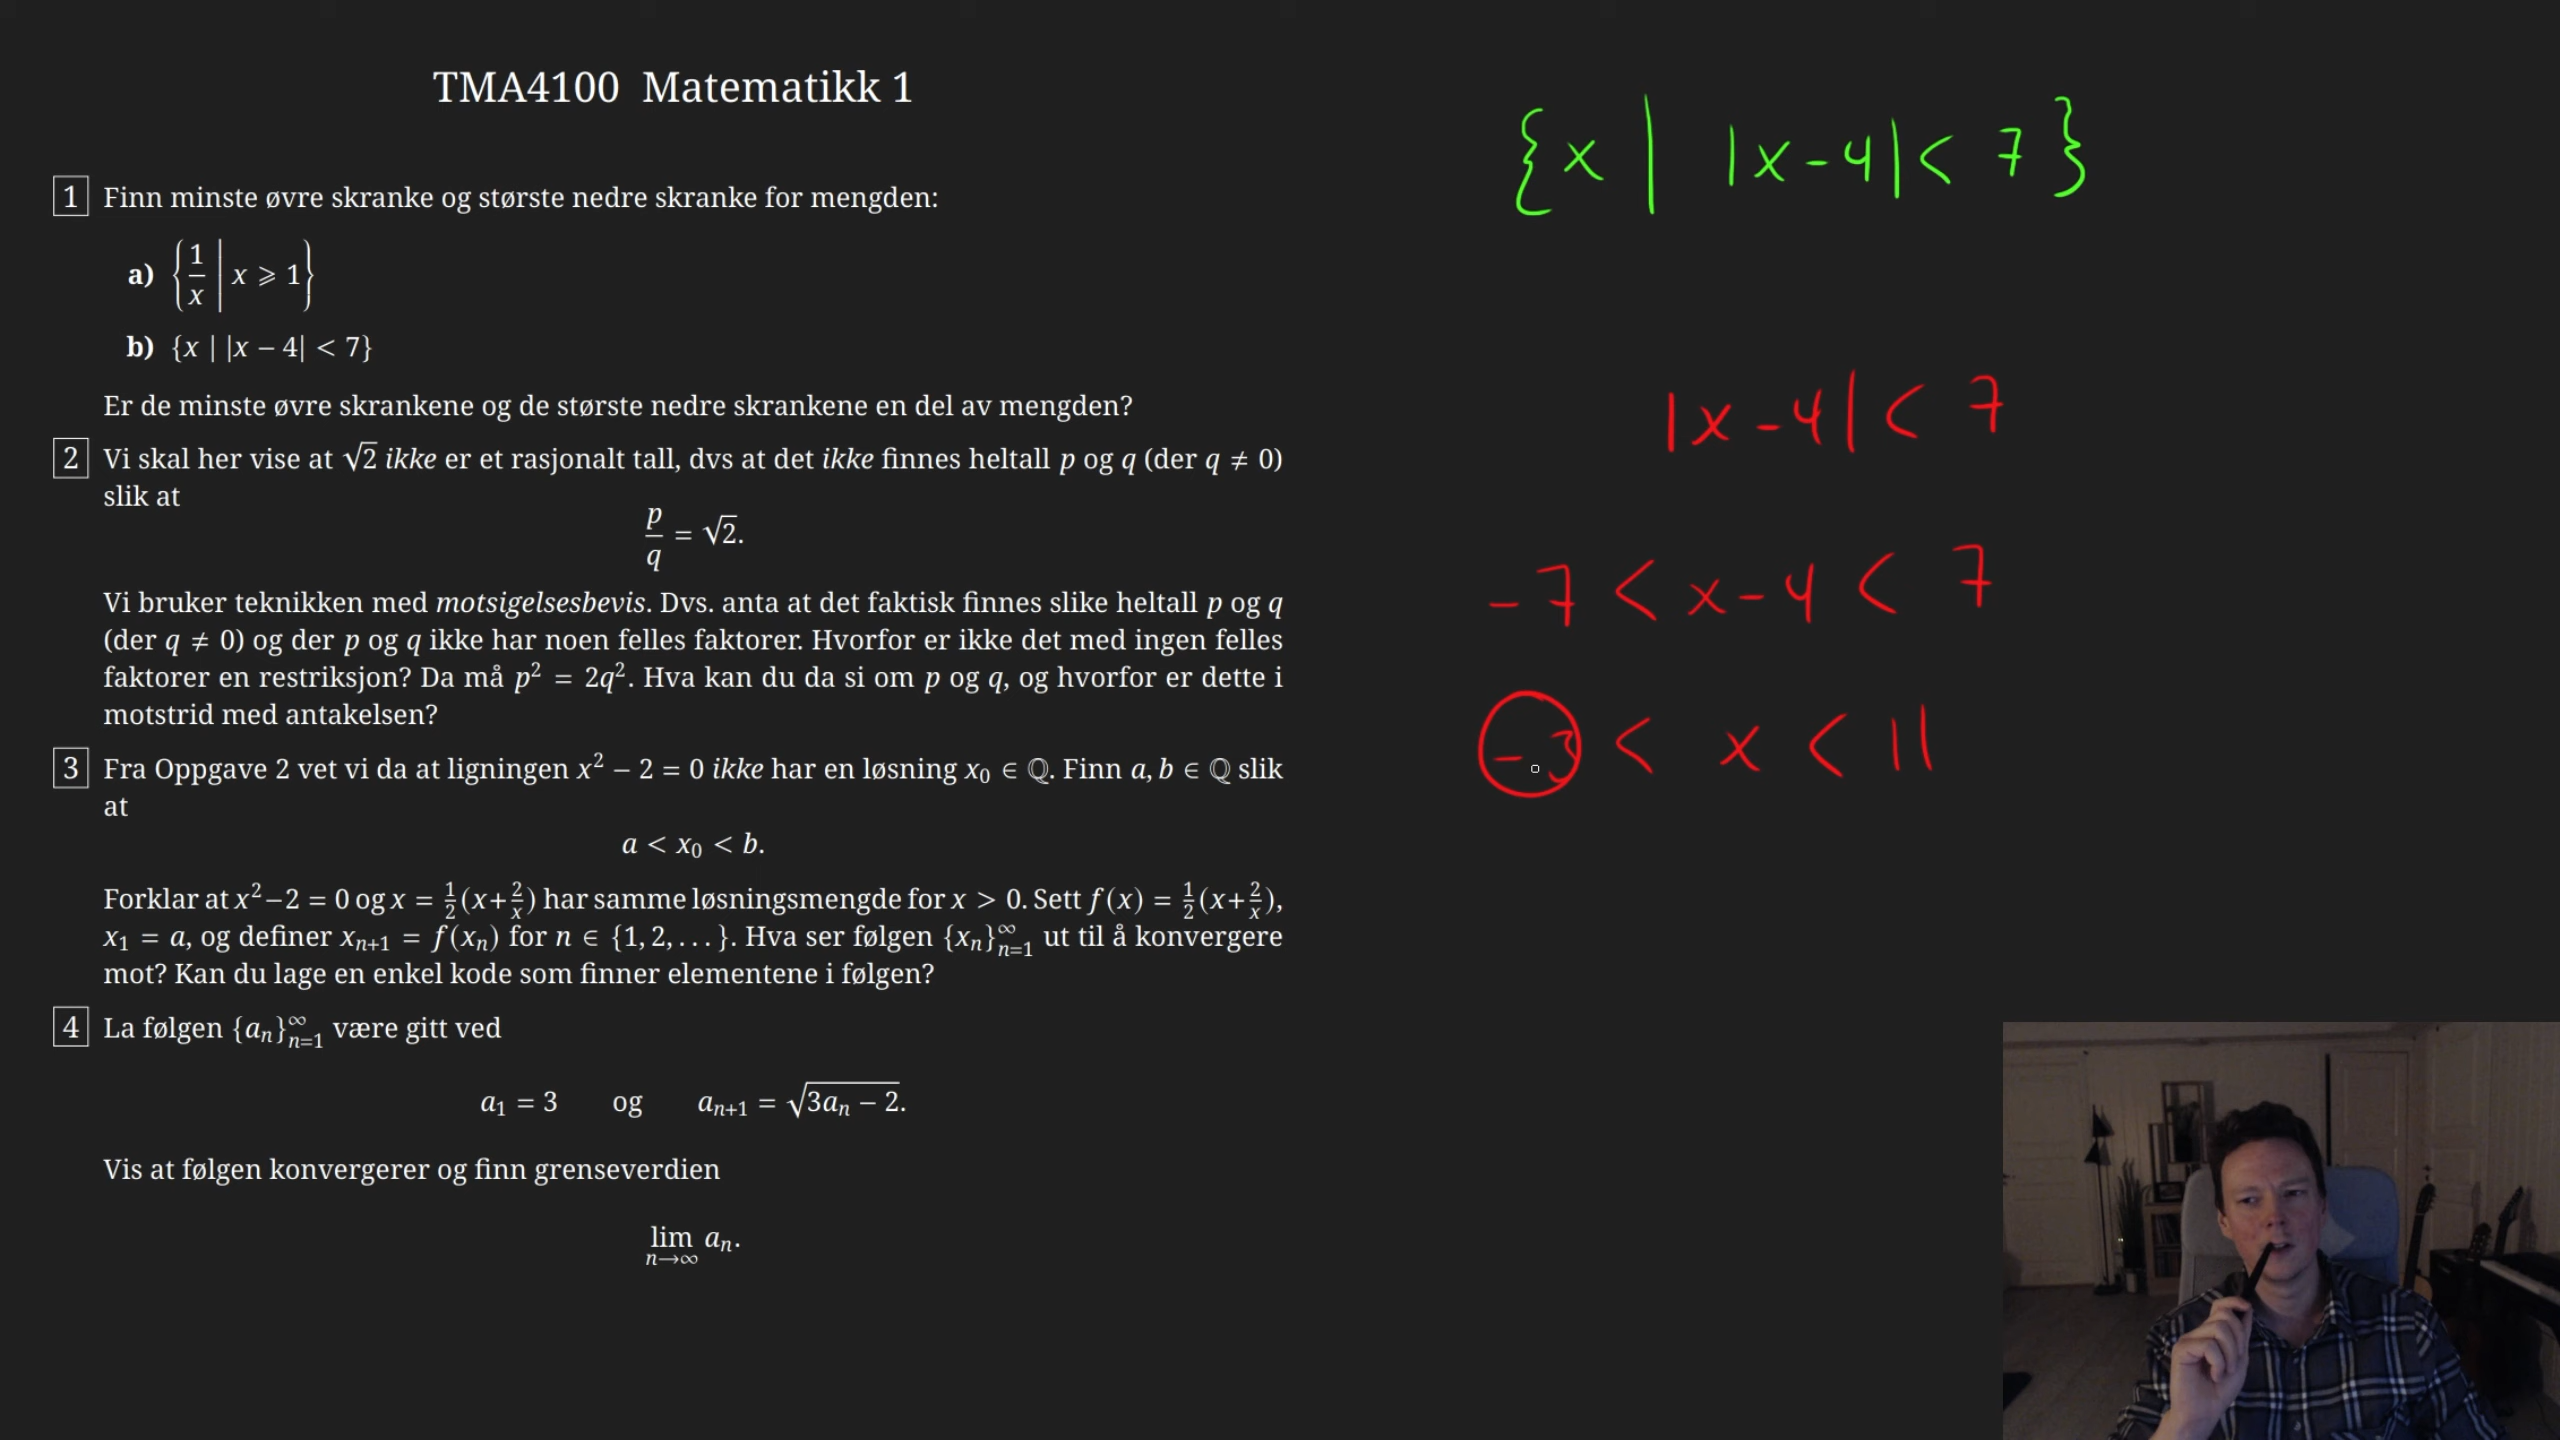 TMA4100 Matematikk 1
1 Finn minste øvre skranke og største nedre skranke for mengden:
a) {1/x | x ⩾ 1}
b) {x | |x − 4| < 7}
Er de minste øvre skrankene og de største nedre skrankene en del av mengden?
2 Vi skal her vise at √2 ikke er et rasjonalt tall, dvs at det ikke finnes heltall p og q (der q ≠ 0)
slik at
p/q = √2.
Vi bruker teknikken med motsigelsesbevis. Dvs. anta at det faktisk finnes slike heltall p og q
(der q ≠ 0) og der p og q ikke har noen felles faktorer. Hvorfor er ikke det med ingen felles
faktorer en restriksjon? Da må p² = 2q². Hva kan du da si om p og q, og hvorfor er dette i
motstrid med antakelsen?
3 Fra Oppgave 2 vet vi da at ligningen x² − 2 = 0 ikke har en løsning x₀ ∈ ℚ. Finn a, b ∈ ℚ slik
at
a < x₀ < b.
Forklar at x² − 2 = 0 og x = ½(x + 2/x) har samme løsningsmengde for x > 0. Sett f(x) = ½(x + 2/x),
x₁ = a, og definer xₙ₊₁ = f(xₙ) for n ∈ {1, 2, . . . }. Hva ser følgen {xₙ}∞ₙ₌₁ ut til å konvergere
mot? Kan du lage en enkel kode som finner elementene i følgen?
4 La følgen {aₙ}∞ₙ₌₁ være gitt ved
a₁ = 3 og aₙ₊₁ = √(3aₙ − 2).
Vis at følgen konvergerer og finn grenseverdien
lim n→∞ aₙ.
{x | |x-4| < 7}
|x-4| < 7
-7 < x-4 < 7
-3 < x < 11